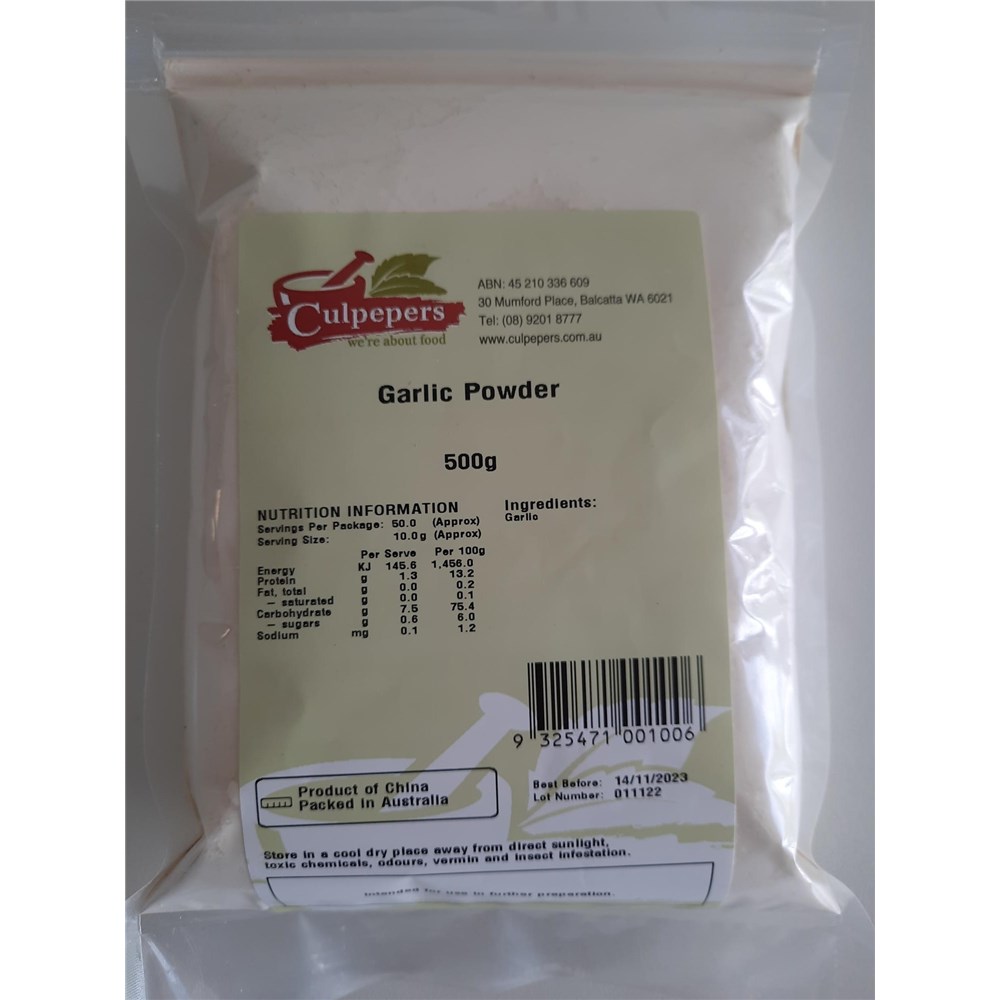 Culpepers
we're about food
ABN: 45 210 336 609
30 Mumford Place, Balcatta WA 6021
Tel: (08) 9201 8777
www.culpepers.com.au
Garlic Powder
500g
NUTRITION INFORMATION
Servings Per Package: 50.0 (Approx)
Serving Size: 10.0g (Approx)
Per Serve Per 100g
Energy KJ 145.6 1,456.0
Protein g 1.3 13.2
Fat, total g 0.0 0.2
– saturated g 0.0 0.1
Carbohydrate g 7.5 75.4
– sugars g 0.6 6.0
Sodium mg 0.1 1.2
Ingredients:
Garlic
9 325471 001006
Product of China
Packed in Australia
Best Before: 14/11/2023
Lot Number: 011122
Store in a cool dry place away from direct sunlight,
toxic chemicals, odours, vermin and insect infestation.
Intended for use in further preparation.